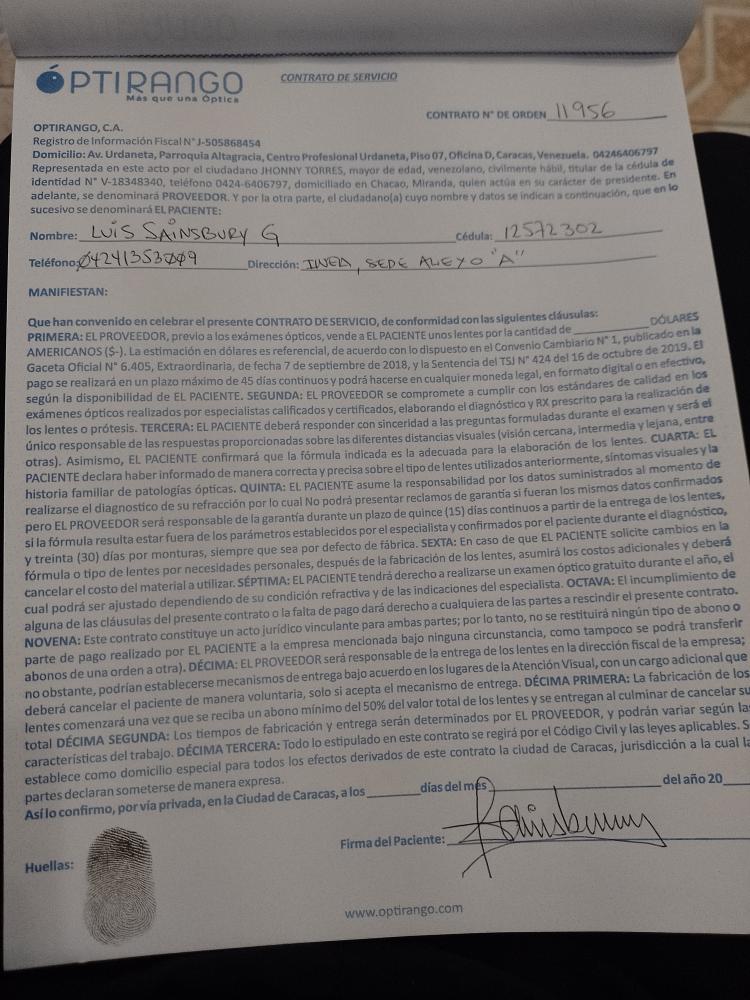 ÓPTIRANGO
Más que una Óptica
CONTRATO DE SERVICIO
CONTRATO N° DE ORDEN 11956
OPTIRANGO, C.A.
Registro de Información Fiscal N° J-505868454
Domicilio: Av. Urdaneta, Parroquia Altagracia, Centro Profesional Urdaneta, Piso 07, Oficina D, Caracas, Venezuela. 04246406797
Representada en este acto por el ciudadano JHONNY TORRES, mayor de edad, venezolano, civilmente hábil, titular de la cédula de
identidad N° V-18348340, teléfono 0424-6406797, domiciliado en Chacao, Miranda, quien actúa en su carácter de presidente. En
adelante, se denominará PROVEEDOR. Y por la otra parte, el ciudadano(a) cuyo nombre y datos se indican a continuación, que en lo
sucesivo se denominará EL PACIENTE:
Nombre: LUIS SAINSBURY G Cédula: 12572302
Teléfono: 04241353009 Dirección: INEA, SEDE "A"
MANIFIESTAN:
Que han convenido en celebrar el presente CONTRATO DE SERVICIO, de conformidad con las siguientes cláusulas:
PRIMERA: EL PROVEEDOR, previo a los exámenes ópticos, vende a EL PACIENTE unos lentes por la cantidad de ____________ DÓLARES
AMERICANOS ($-). La estimación en dólares es referencial, de acuerdo con lo dispuesto en el Convenio Cambiario N° 1, publicado en la
Gaceta Oficial N° 6.405, Extraordinaria, de fecha 7 de septiembre de 2018, y la Sentencia del TSJ N° 424 del 16 de octubre de 2019. El
pago se realizará en un plazo máximo de 45 días continuos y podrá hacerse en cualquier moneda legal, en formato digital o en efectivo,
según la disponibilidad de EL PACIENTE. SEGUNDA: EL PROVEEDOR se compromete a cumplir con los estándares de calidad en los
exámenes ópticos realizados por especialistas calificados y certificados, elaborando el diagnóstico y RX prescrito para la realización de
los lentes o prótesis. TERCERA: EL PACIENTE deberá responder con sinceridad a las preguntas formuladas durante el examen y será el
único responsable de las respuestas proporcionadas sobre las diferentes distancias visuales (visión cercana, intermedia y lejana, entre
otras). Asimismo, EL PACIENTE confirmará que la fórmula indicada es la adecuada para la elaboración de los lentes. CUARTA: EL
PACIENTE declara haber informado de manera correcta y precisa sobre el tipo de lentes utilizados anteriormente, síntomas visuales y la
historia familiar de patologías ópticas. QUINTA: EL PACIENTE asume la responsabilidad por los datos suministrados al momento de
realizarse el diagnostico de su refracción por lo cual No podrá presentar reclamos de garantía si fueran los mismos datos confirmados
pero EL PROVEEDOR será responsable de la garantía durante un plazo de quince (15) días continuos a partir de la entrega de los lentes,
si la fórmula resulta estar fuera de los parámetros establecidos por el especialista y confirmados por el paciente durante el diagnóstico,
y treinta (30) días por monturas, siempre que sea por defecto de fábrica. SEXTA: En caso de que EL PACIENTE solicite cambios en la
fórmula o tipo de lentes por necesidades personales, después de la fabricación de los lentes, asumirá los costos adicionales y deberá
cancelar el costo del material a utilizar. SÉPTIMA: EL PACIENTE tendrá derecho a realizarse un examen óptico gratuito durante el año, el
cual podrá ser ajustado dependiendo de su condición refractiva y de las indicaciones del especialista. OCTAVA: El incumplimiento de
alguna de las cláusulas del presente contrato o la falta de pago dará derecho a cualquiera de las partes a rescindir el presente contrato.
NOVENA: Este contrato constituye un acto jurídico vinculante para ambas partes; por lo tanto, no se restituirá ningún tipo de abono o
parte de pago realizado por EL PACIENTE a la empresa mencionada bajo ninguna circunstancia, como tampoco se podrá transferir
abonos de una orden a otra). DÉCIMA: EL PROVEEDOR será responsable de la entrega de los lentes en la dirección fiscal de la empresa;
no obstante, podrían establecerse mecanismos de entrega bajo acuerdo en los lugares de la Atención Visual, con un cargo adicional que
deberá cancelar el paciente de manera voluntaria, solo si acepta el mecanismo de entrega. DÉCIMA PRIMERA: La fabricación de los
lentes comenzará una vez que se reciba un abono mínimo del 50% del valor total de los lentes y se entregan al culminar de cancelar su
total DÉCIMA SEGUNDA: Los tiempos de fabricación y entrega serán determinados por EL PROVEEDOR, y podrán variar según las
características del trabajo. DÉCIMA TERCERA: Todo lo estipulado en este contrato se regirá por el Código Civil y las leyes aplicables. S
establece como domicilio especial para todos los efectos derivados de este contrato la ciudad de Caracas, jurisdicción a la cual la
partes declaran someterse de manera expresa.
Así lo confirmo, por vía privada, en la Ciudad de Caracas, a los ________ días del mes ____________ del año 20___
Firma del Paciente: Sainsbury
Huellas:
www.optirango.com